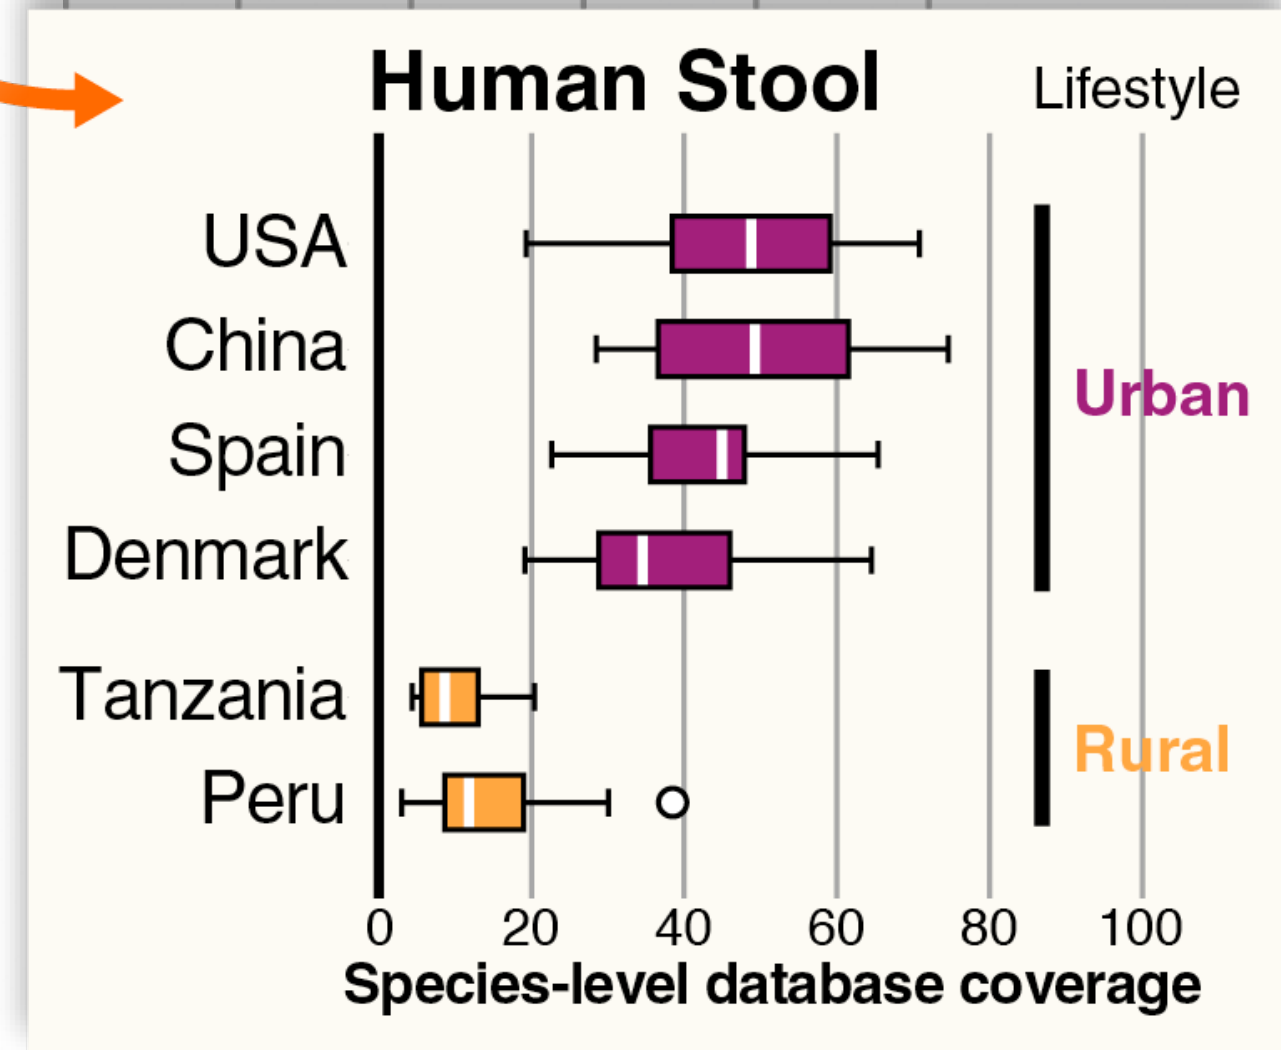 Human Stool
Lifestyle
USA
China
Spain
Denmark
Urban
Tanzania
Peru
Rural
0 20 40 60 80 100
Species-level database coverage